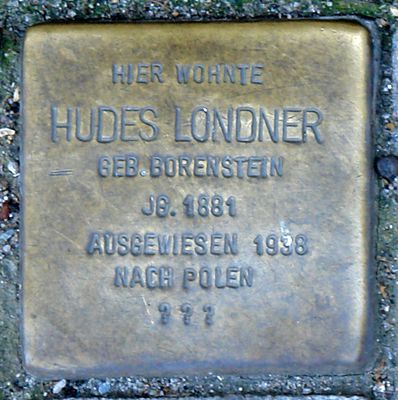 HIER WOHNTE
HUDES LONDNER
GEB. BORENSTEIN
JG. 1881
AUSGEWIESEN 1938
NACH POLEN
? ? ?